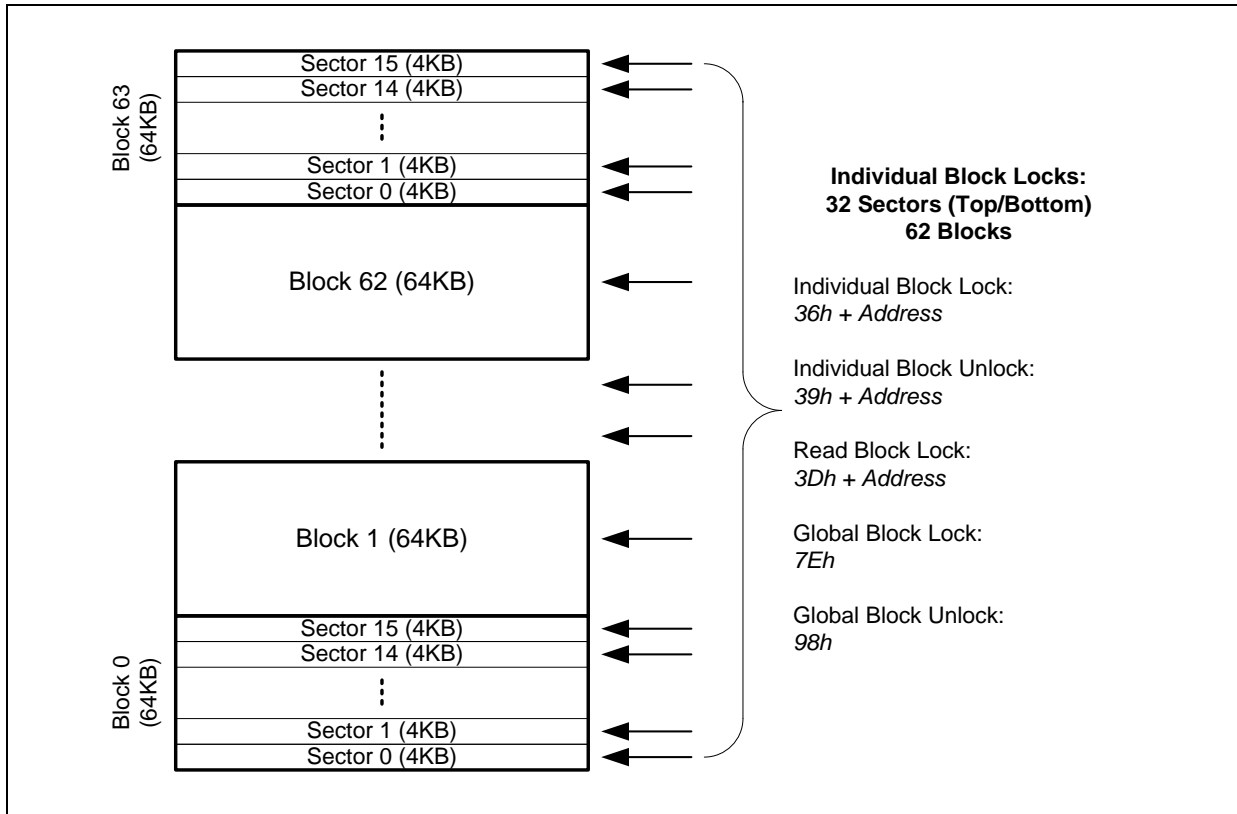 Block 63
(64KB)
Sector 15 (4KB)
Sector 14 (4KB)
Sector 1 (4KB)
Sector 0 (4KB)
Block 62 (64KB)
Block 1 (64KB)
Block 0
(64KB)
Sector 15 (4KB)
Sector 14 (4KB)
Sector 1 (4KB)
Sector 0 (4KB)
Individual Block Locks:
32 Sectors (Top/Bottom)
62 Blocks
Individual Block Lock:
36h + Address
Individual Block Unlock:
39h + Address
Read Block Lock:
3Dh + Address
Global Block Lock:
7Eh
Global Block Unlock:
98h